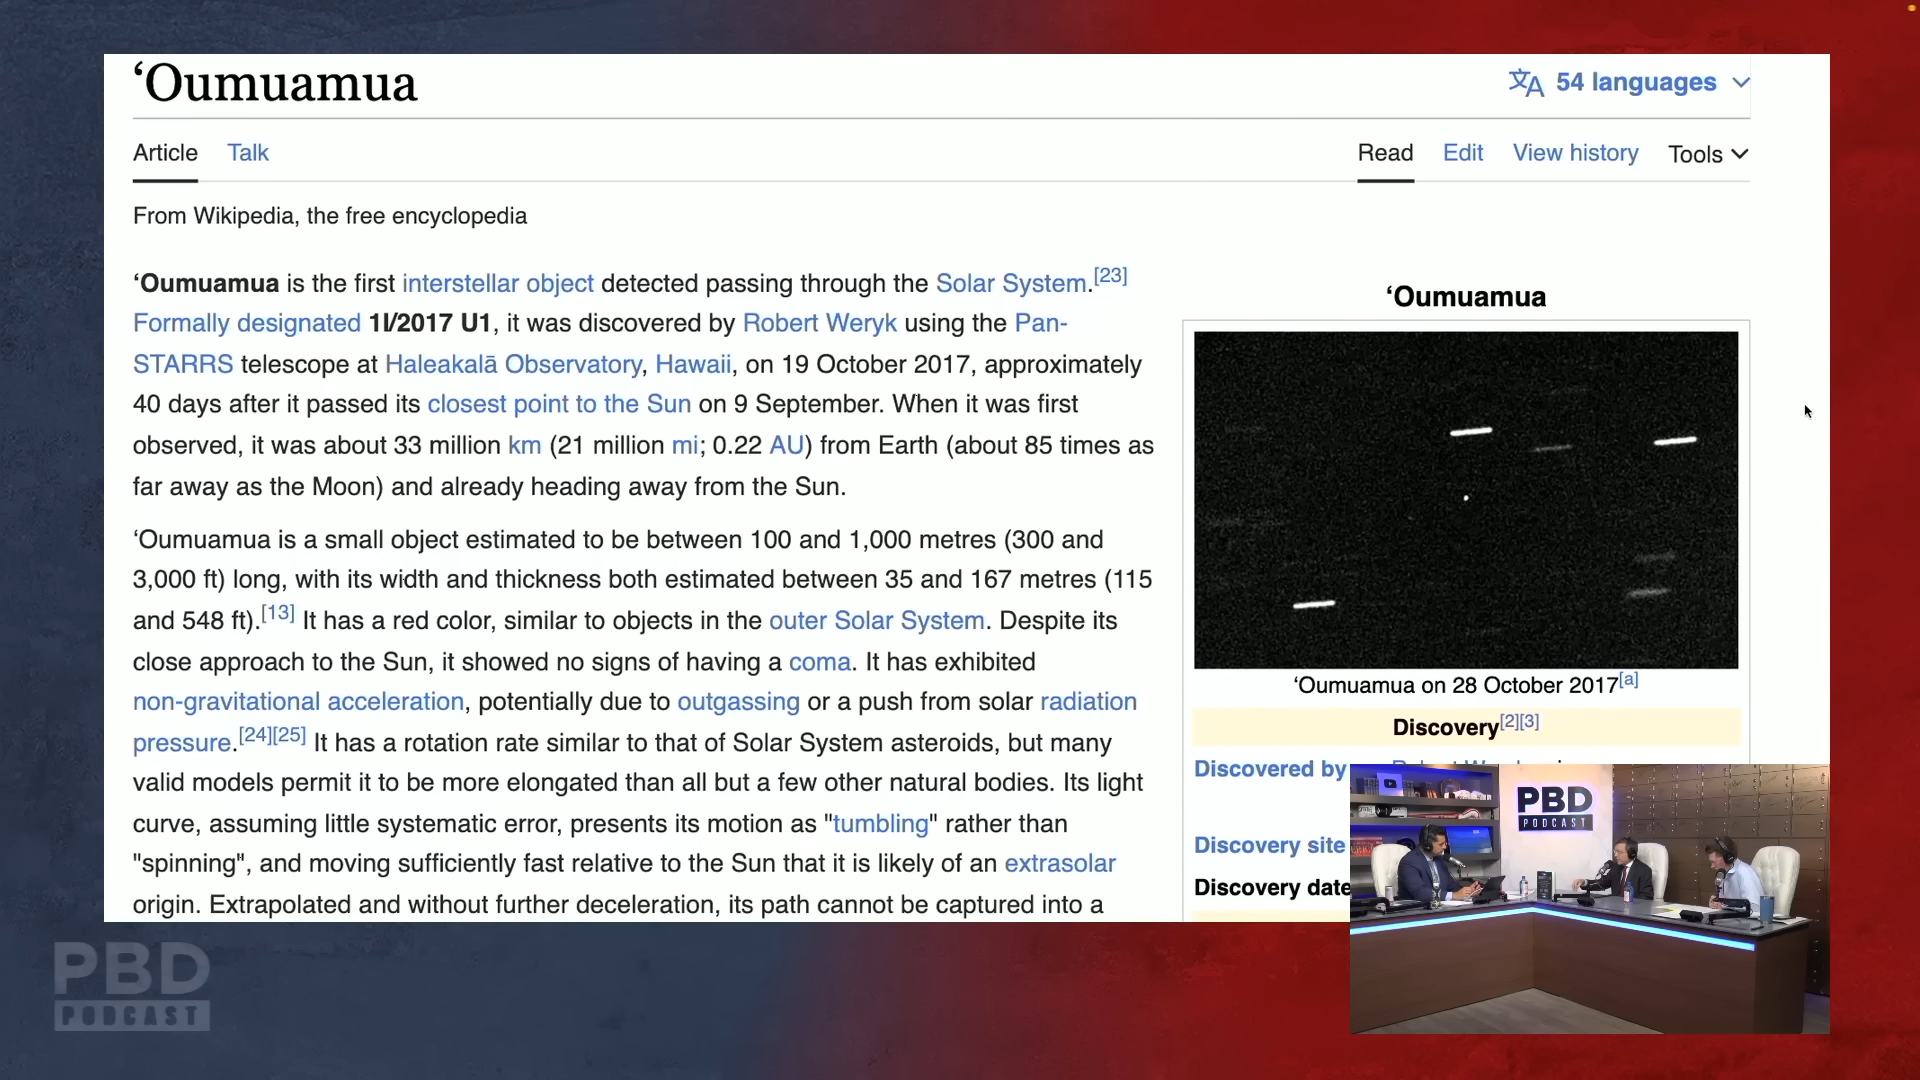 ʻOumuamua
54 languages
Article Talk
Read Edit View history Tools
From Wikipedia, the free encyclopedia
ʻOumuamua is the first interstellar object detected passing through the Solar System.[23]
Formally designated 1I/2017 U1, it was discovered by Robert Weryk using the Pan-
STARRS telescope at Haleakalā Observatory, Hawaii, on 19 October 2017, approximately
40 days after it passed its closest point to the Sun on 9 September. When it was first
observed, it was about 33 million km (21 million mi; 0.22 AU) from Earth (about 85 times as
far away as the Moon) and already heading away from the Sun.
ʻOumuamua is a small object estimated to be between 100 and 1,000 metres (300 and
3,000 ft) long, with its width and thickness both estimated between 35 and 167 metres (115
and 548 ft).[13] It has a red color, similar to objects in the outer Solar System. Despite its
close approach to the Sun, it showed no signs of having a coma. It has exhibited
non-gravitational acceleration, potentially due to outgassing or a push from solar radiation
pressure.[24][25] It has a rotation rate similar to that of Solar System asteroids, but many
valid models permit it to be more elongated than all but a few other natural bodies. Its light
curve, assuming little systematic error, presents its motion as "tumbling" rather than
"spinning", and moving sufficiently fast relative to the Sun that it is likely of an extrasolar
origin. Extrapolated and without further deceleration, its path cannot be captured into a
ʻOumuamua
ʻOumuamua on 28 October 2017[a]
Discovery[2][3]
Discovered by
Discovery site
Discovery date
PBD
PODCAST
PBD
PODCAST